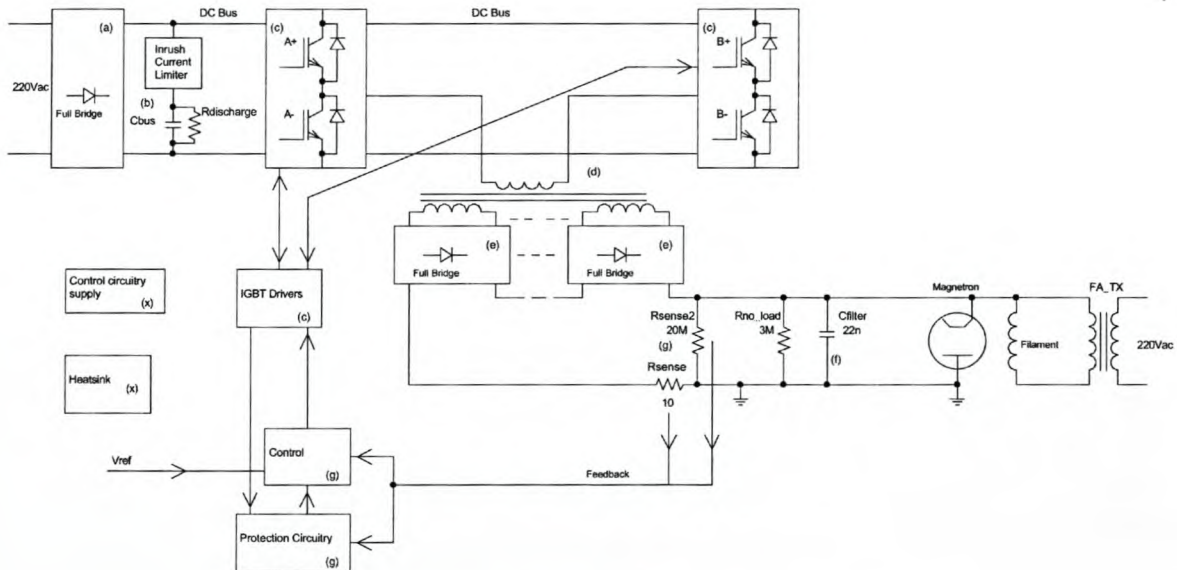 DC Bus
DC Bus
(a)
(c)
(c)
A+
B+
Inrush
Current
Limiter
220Vac
Full Bridge
(b)
Cbus
Rdischarge
A-
B-
(d)
(e)
(e)
Full Bridge
Full Bridge
Control circuitry
supply
(x)
IGBT Drivers
(c)
Magnetron
FA_TX
Rsense2
20M
(g)
Rno_load
3M
Cfilter
22n
(f)
Filament
220Vac
Rsense
10
Heatsink
(x)
Control
(g)
Vref
Feedback
Protection Circuitry
(g)